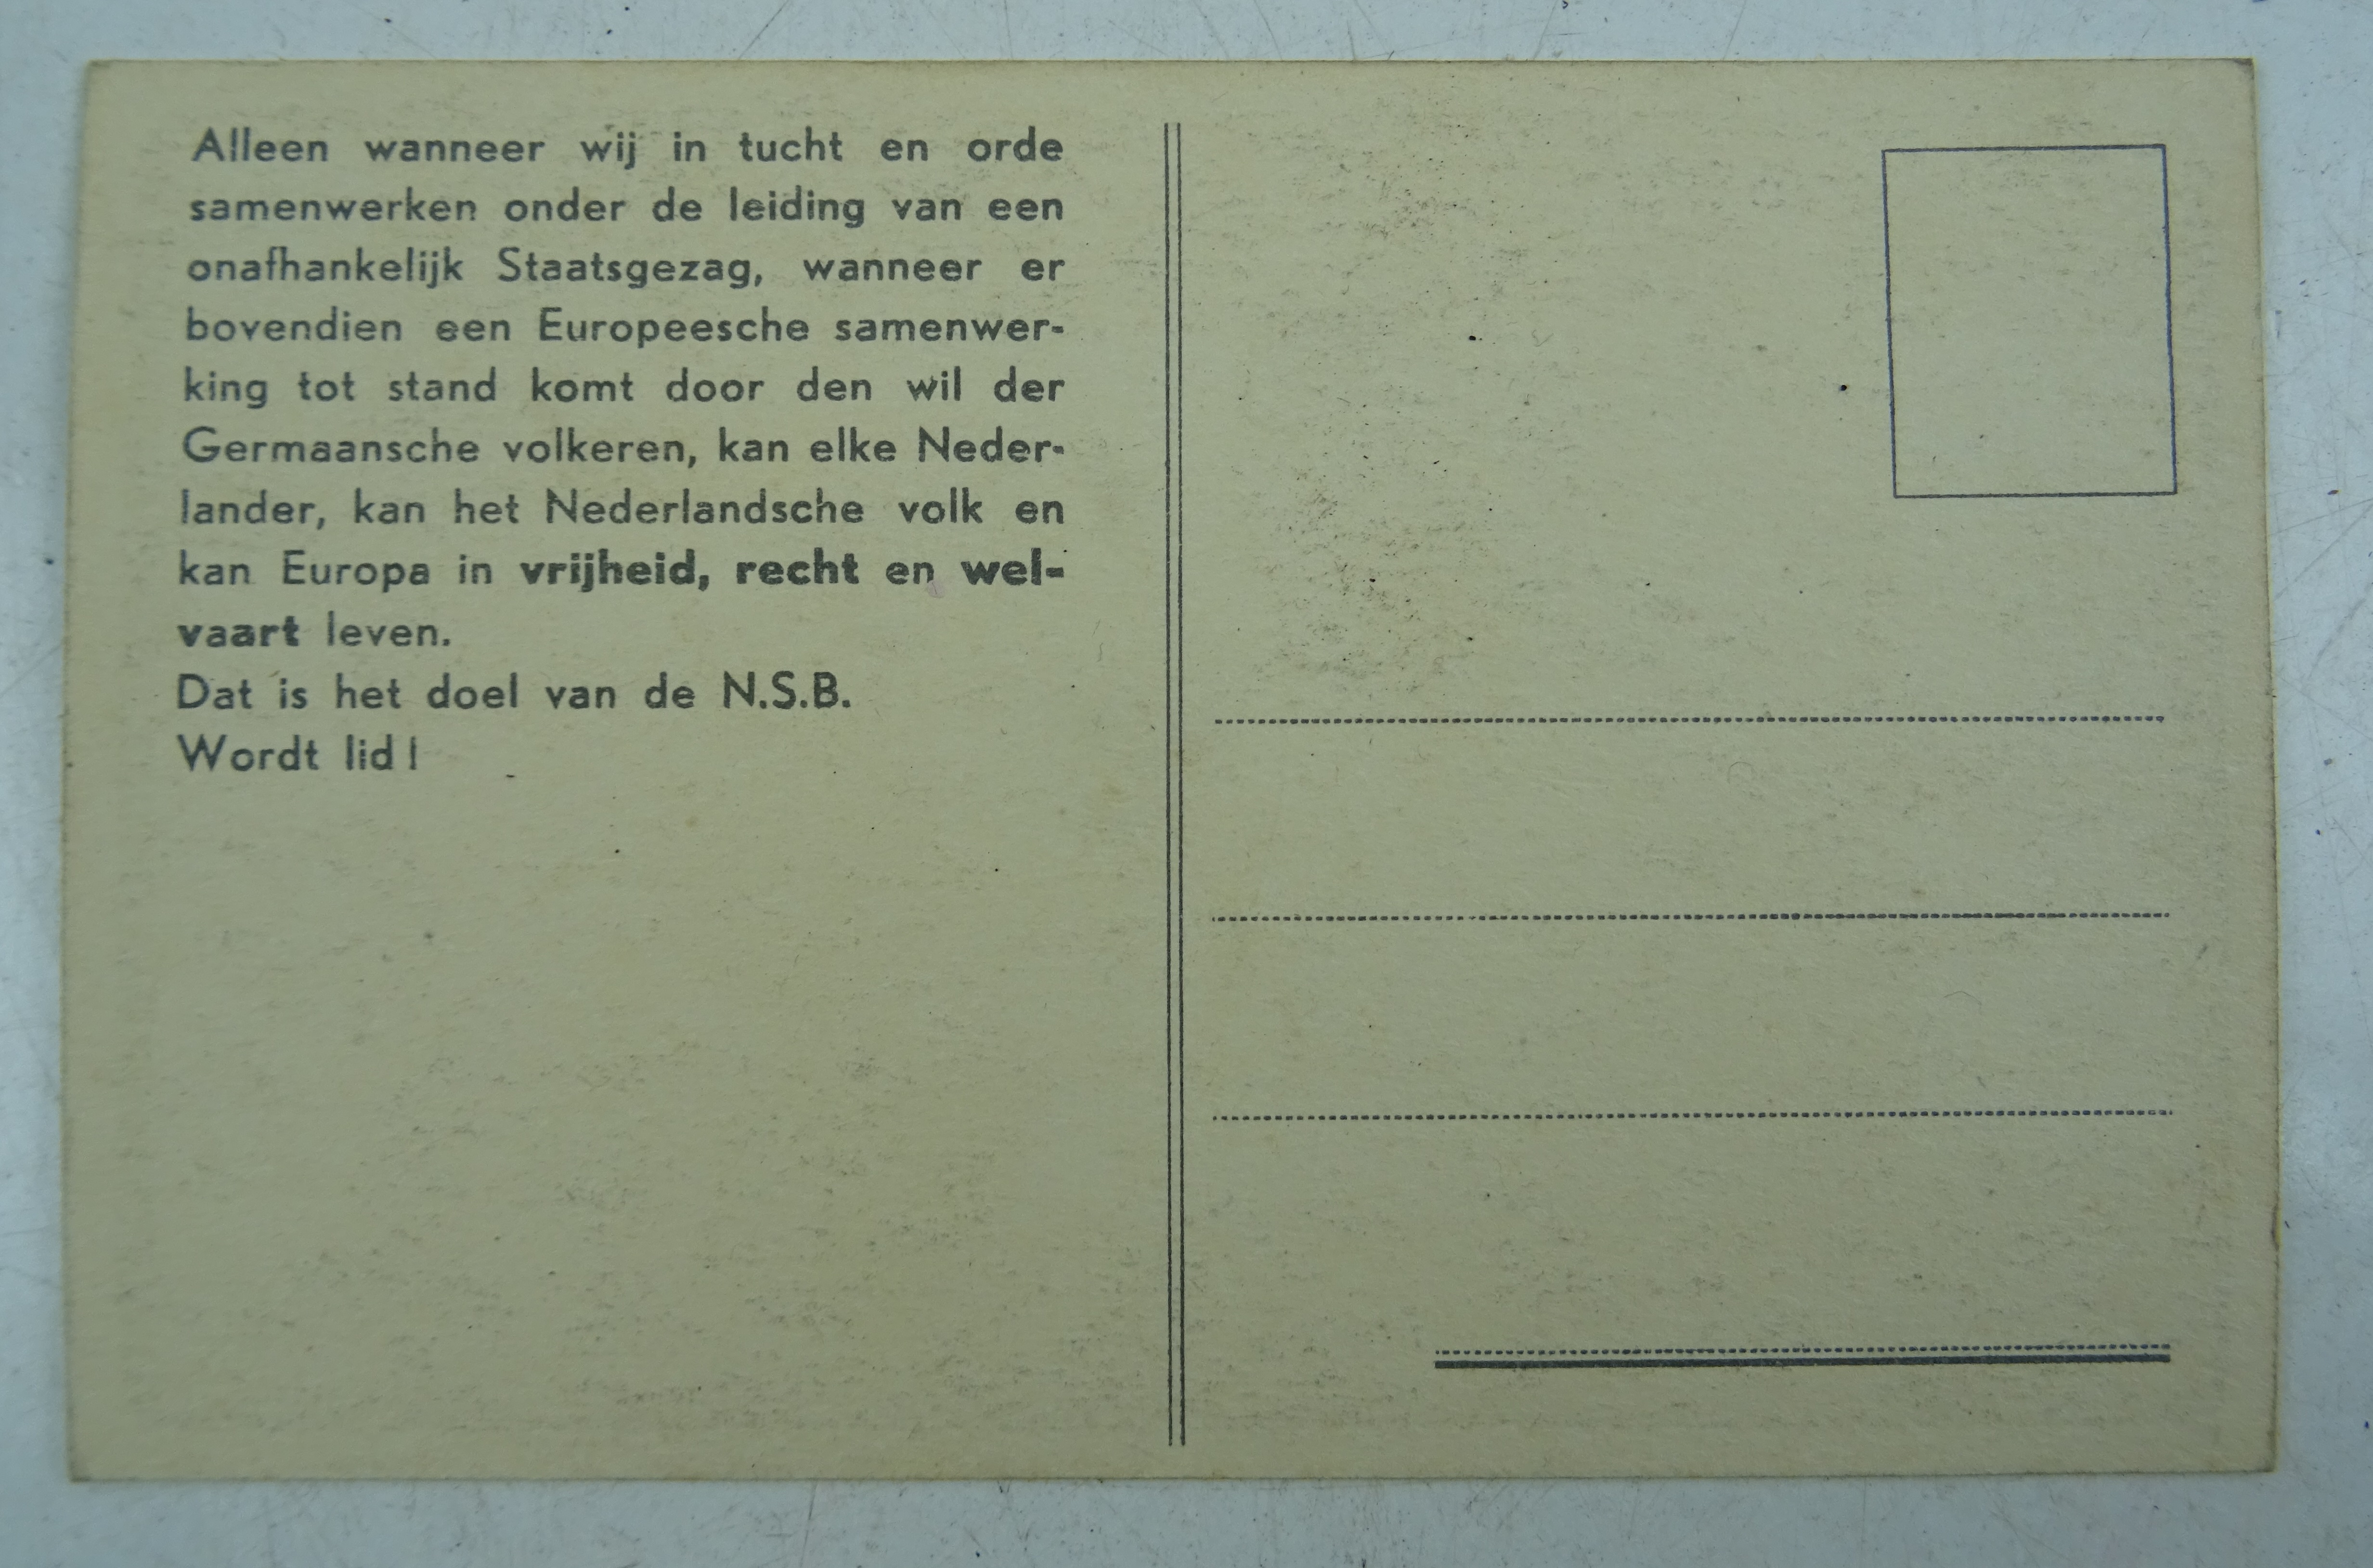 Alleen wanneer wij in tucht en orde
samenwerken onder de leiding van een
onafhankelijk Staatsgezag, wanneer er
bovendien een Europeesche samenwer-
king tot stand komt door den wil der
Germaansche volkeren, kan elke Neder-
lander, kan het Nederlandsche volk en
kan Europa in vrijheid, recht en wel-
vaart leven.
Dat is het doel van de N.S.B.
Wordt lid!